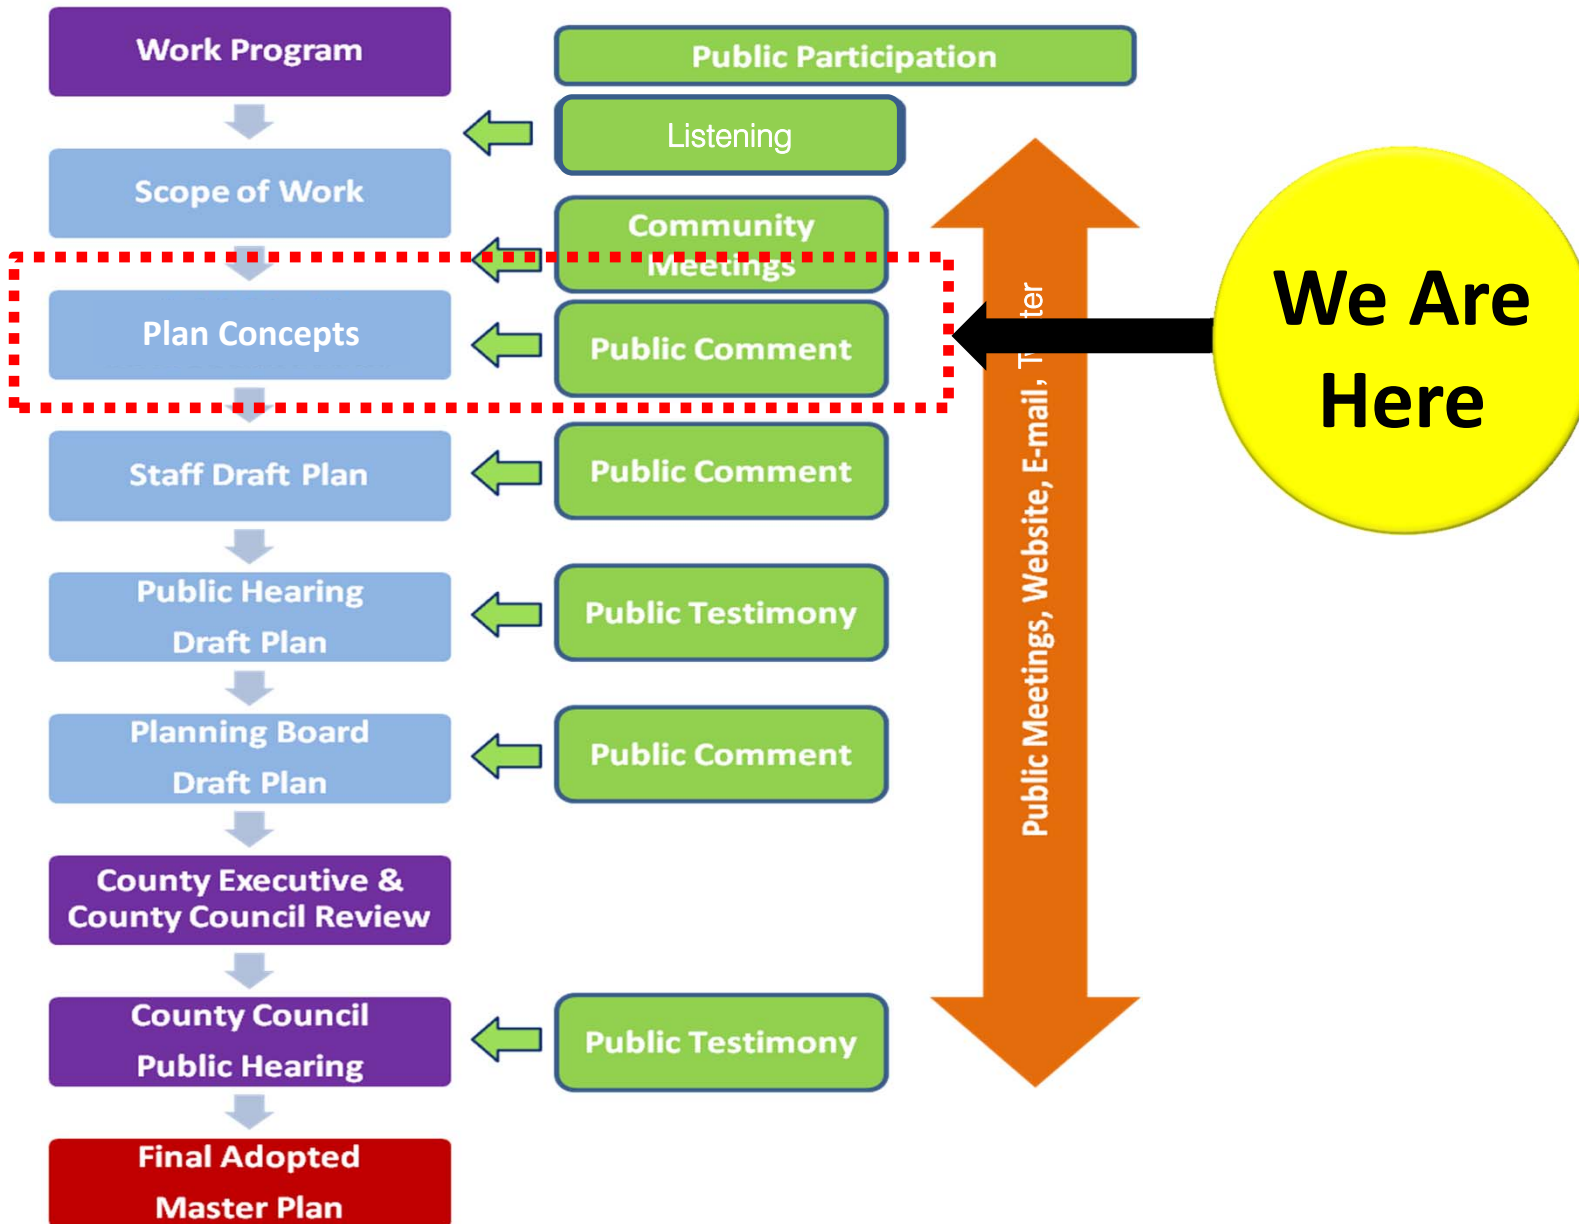 Work Program
Public Participation
Listening
Scope of Work
Community
Meetings
Plan Concepts
Public Comment
We Are
Here
Staff Draft Plan
Public Comment
Public Hearing
Draft Plan
Public Testimony
Planning Board
Draft Plan
Public Comment
County Executive &
County Council Review
County Council
Public Hearing
Public Testimony
Final Adopted
Master Plan
Public Meetings, Website, E-mail,